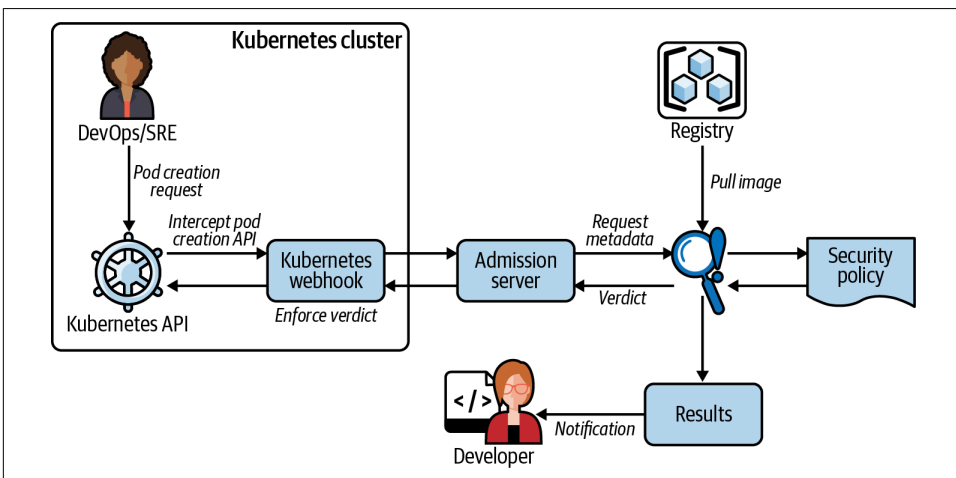 Kubernetes cluster
DevOps/SRE
Registry
Pod creation
request
Pull image
Intercept pod
creation API
Request
metadata
Kubernetes
webhook
Admission
server
Security
policy
Kubernetes API
Enforce verdict
Verdict
</>
Results
Notification
Developer